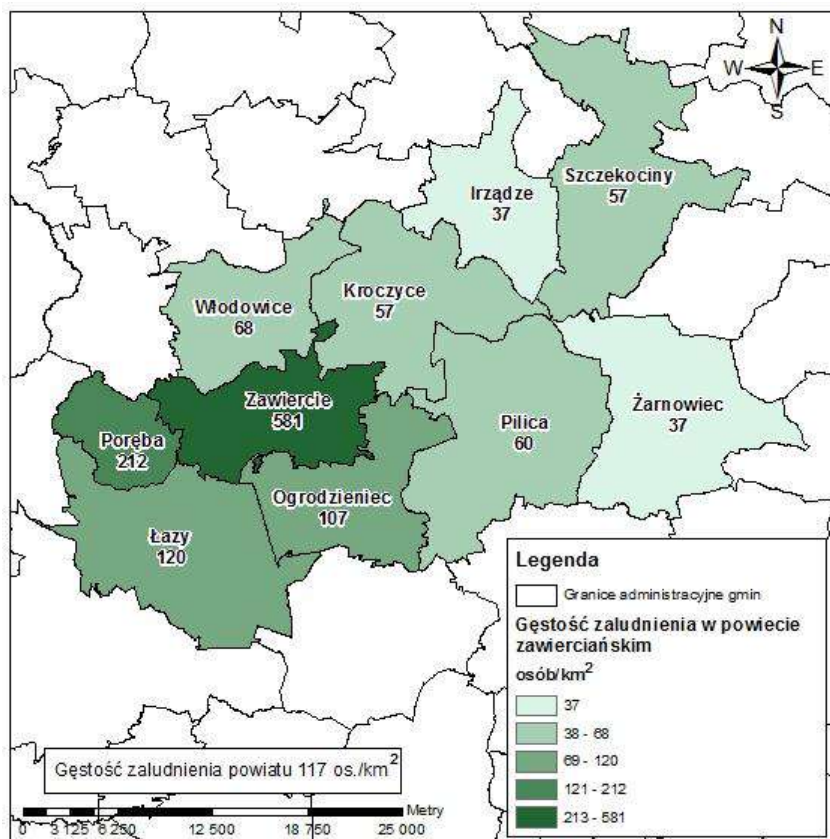 N
W E
S
Szczekociny
57
Irządze
37
Kroczyce
57
Włodowice
68
Zawiercie
581
Żarnowiec
37
Pilica
60
Poręba
212
Ogrodzieniec
107
Łazy
120
Legenda
Granice administracyjne gmin
Gęstość zaludnienia w powiecie
zawierciańskim
osób/km²
37
38 - 68
69 - 120
121 - 212
213 - 581
Gęstość zaludnienia powiatu 117 os./km²
Metry
0 3 125 6 250 12 500 18 750 25 000